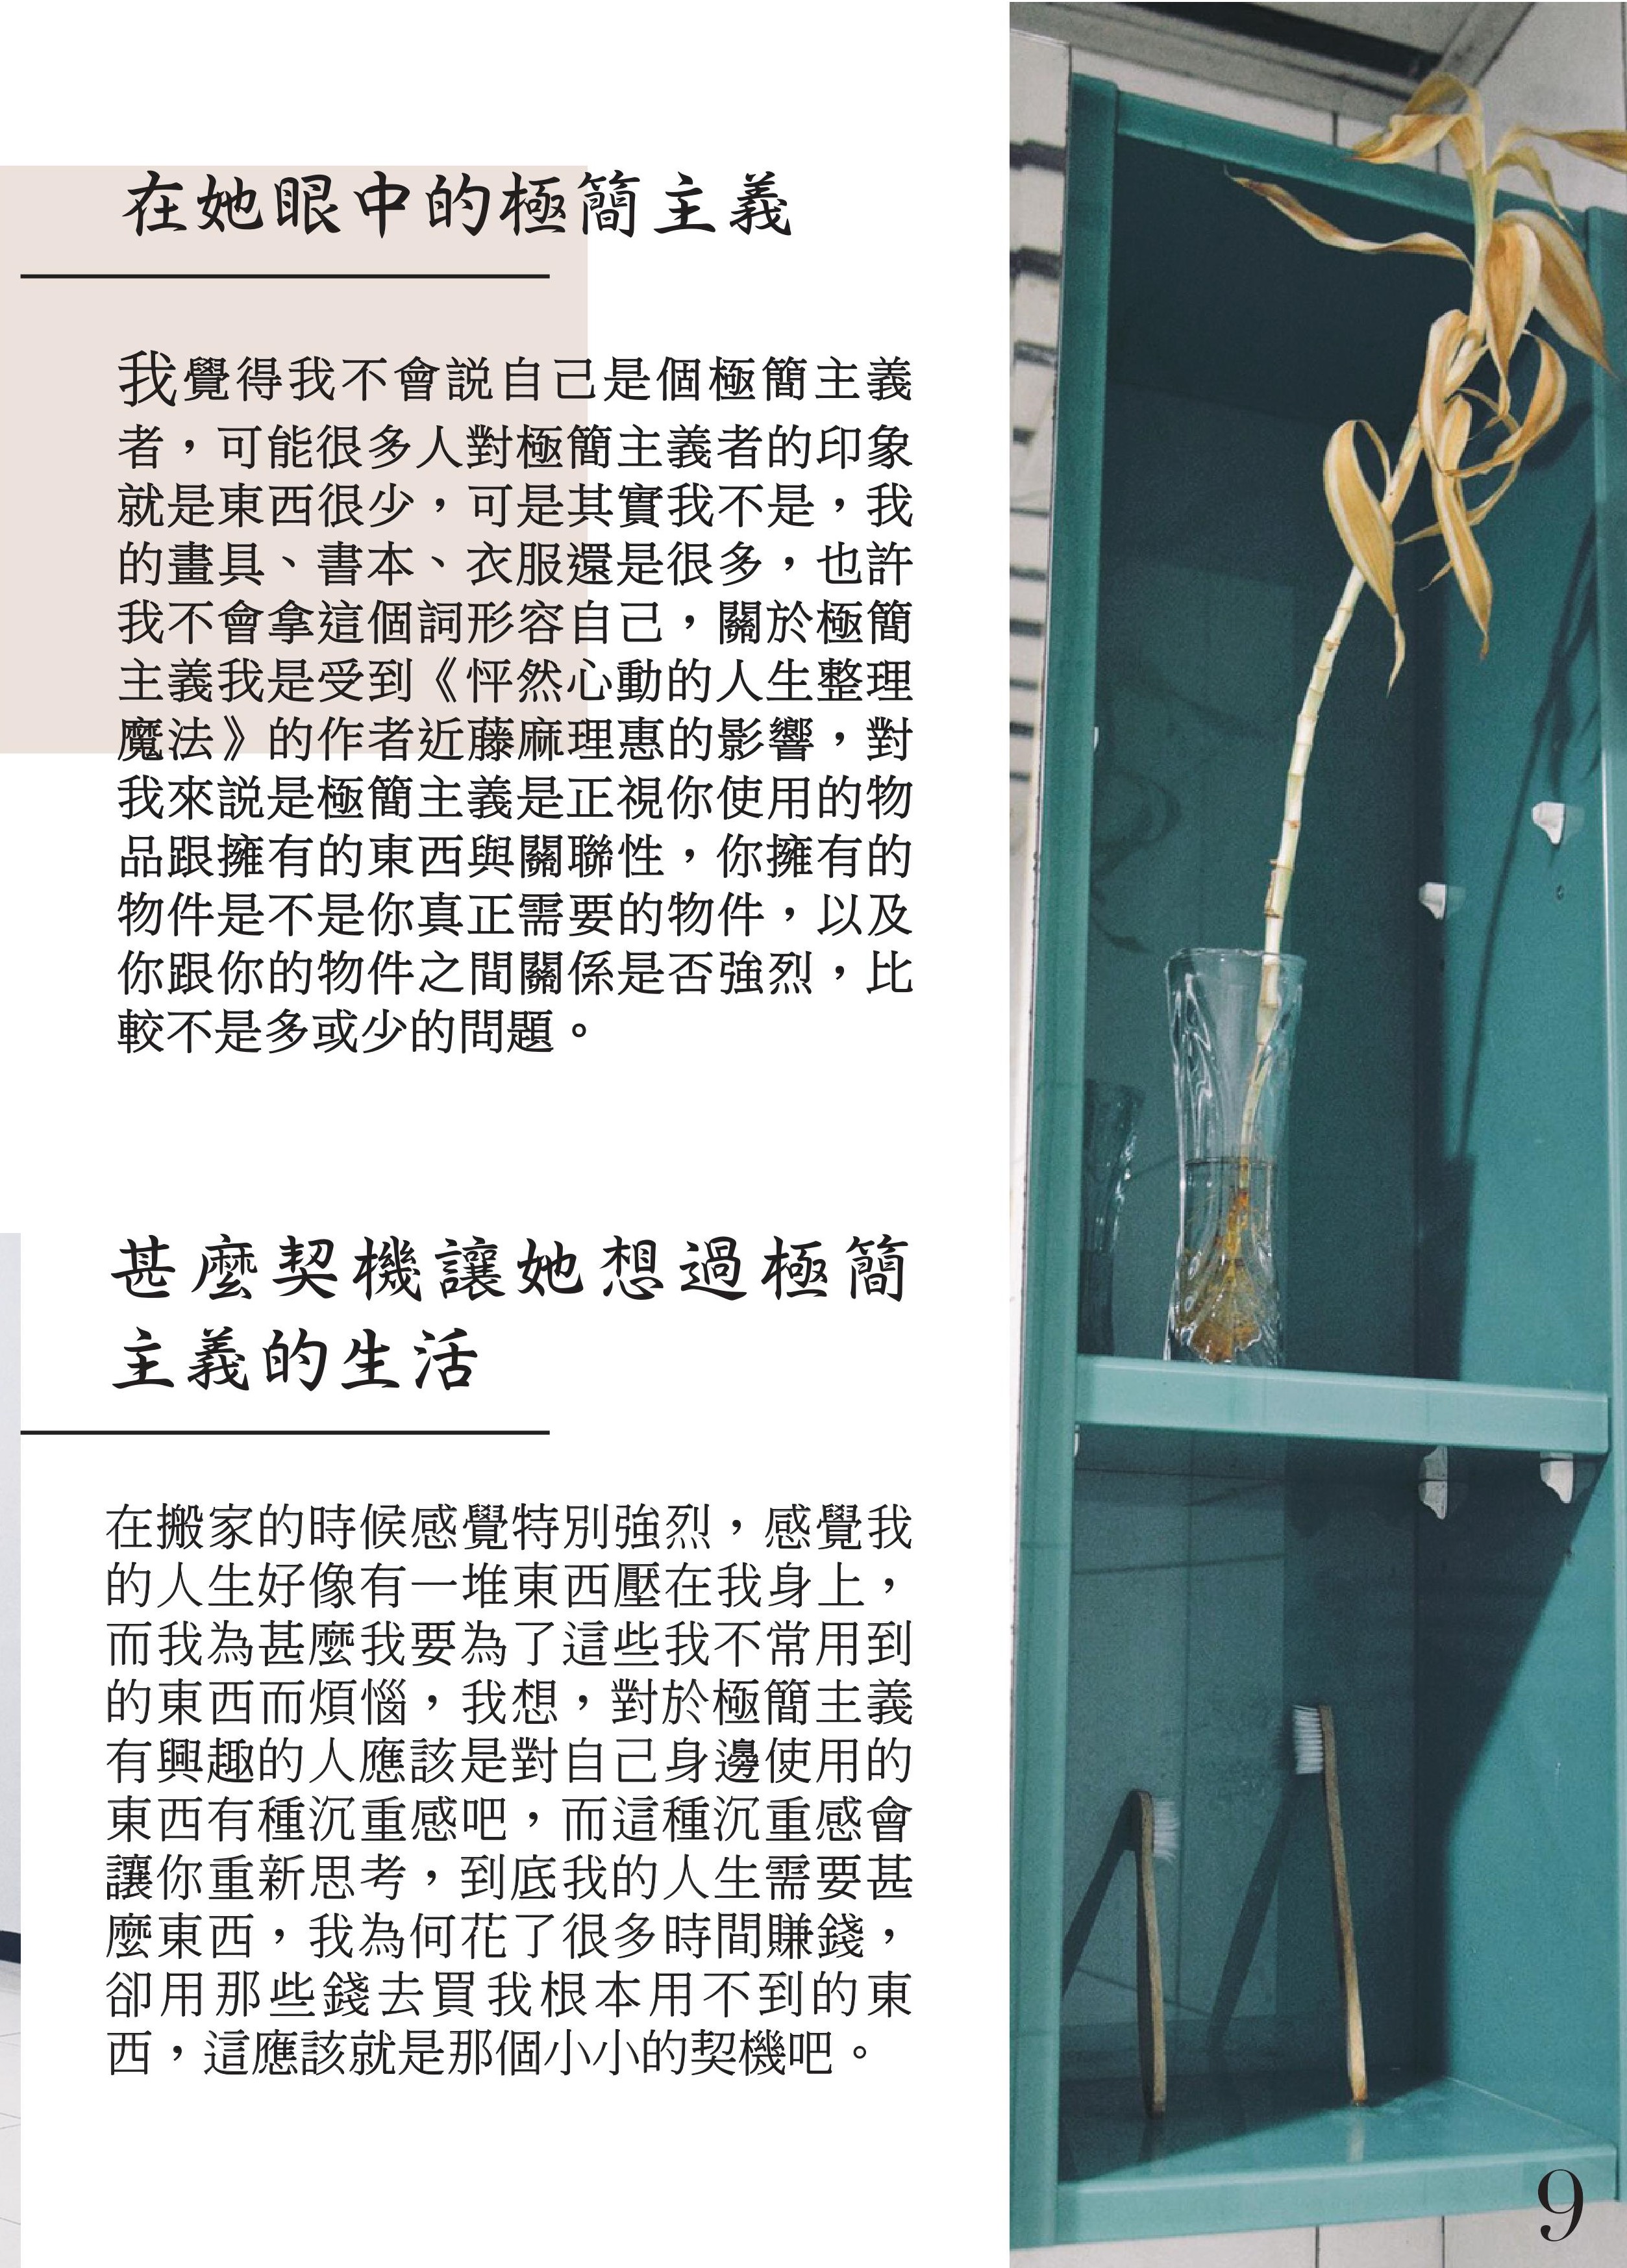 在她眼中的極簡主義
我覺得我不會説自己是個極簡主義
者，可能很多人對極簡主義者的印象
就是東西很少，可是其實我不是，我
的畫具、書本、衣服還是很多，也許
我不會拿這個詞形容自己，關於極簡
主義我是受到《怦然心動的人生整理
魔法》的作者近藤麻理惠的影響，對
我來説是極簡主義是正視你使用的物
品跟擁有的東西與關聯性，你擁有的
物件是不是你真正需要的物件，以及
你跟你的物件之間關係是否強烈，比
較不是多或少的問題。
甚麼契機讓她想過極簡
主義的生活
在搬家的時候感覺特別強烈，感覺我
的人生好像有一堆東西壓在我身上，
而我為甚麼我要為了這些我不常用到
的東西而煩惱，我想，對於極簡主義
有興趣的人應該是對自己身邊使用的
東西有種沉重感吧，而這種沉重感會
讓你重新思考，到底我的人生需要甚
麼東西，我為何花了很多時間賺錢，
卻用那些錢去買我根本用不到的東
西，這應該就是那個小小的契機吧。
9